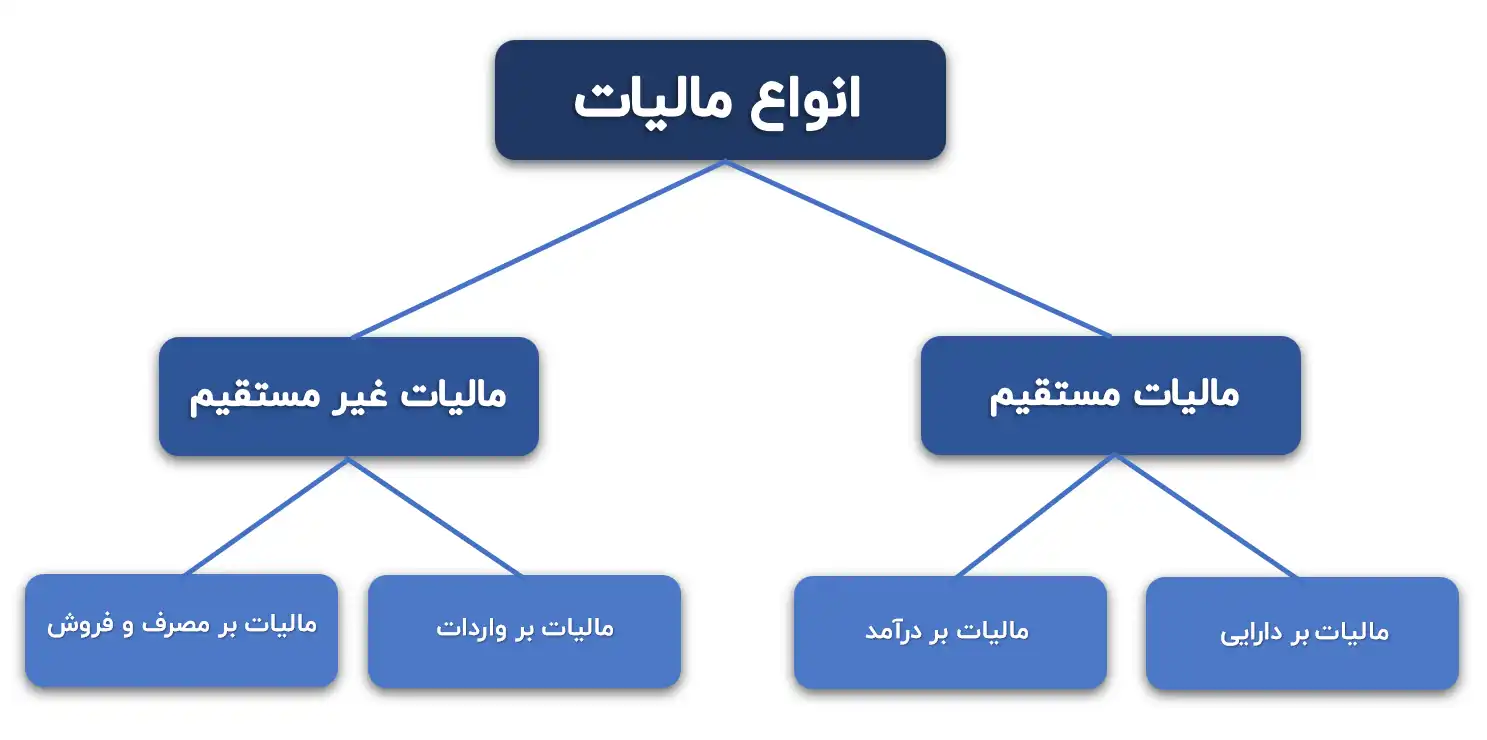 انواع مالیات
مالیات مستقیم
مالیات غیر مستقیم
مالیات بر دارایی
مالیات بر درآمد
مالیات بر واردات
مالیات بر مصرف و فروش